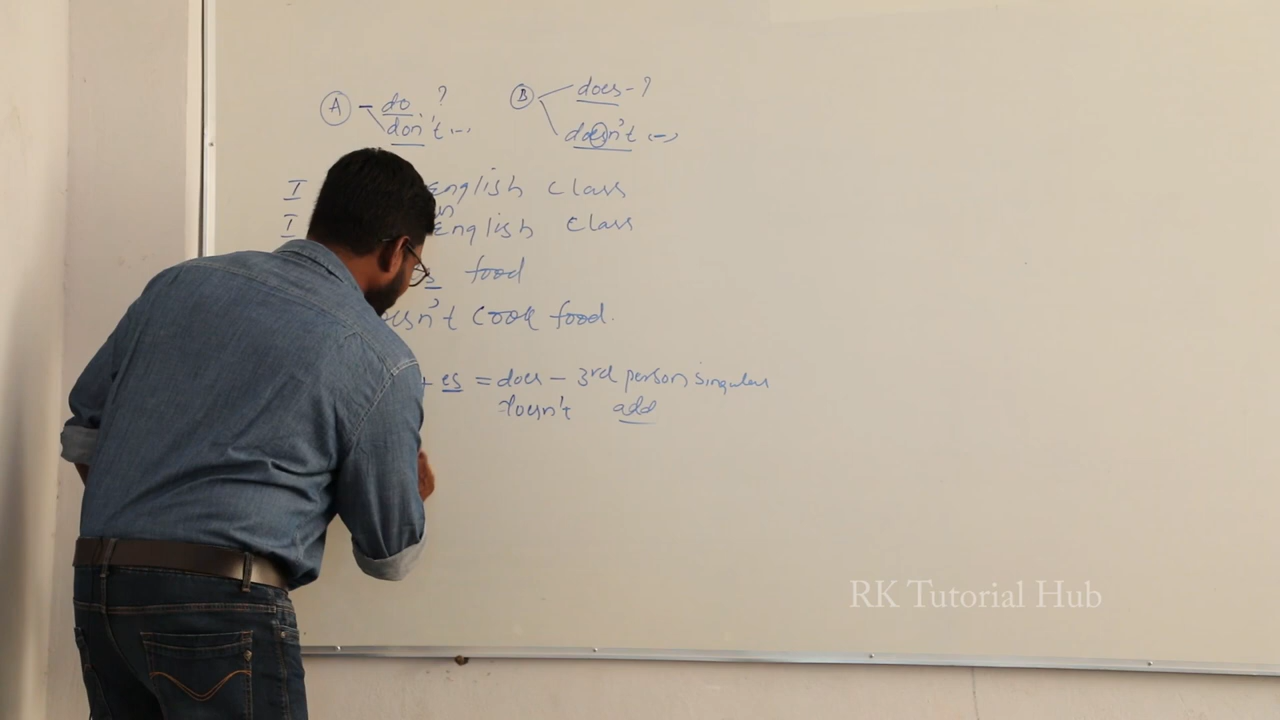 A - do ? B does - ?
don't (-) doesn't (-)
I English class
I English class
food
esn't cook food.
+ es = does - 3rd person singular
doesn't add
RK Tutorial Hub